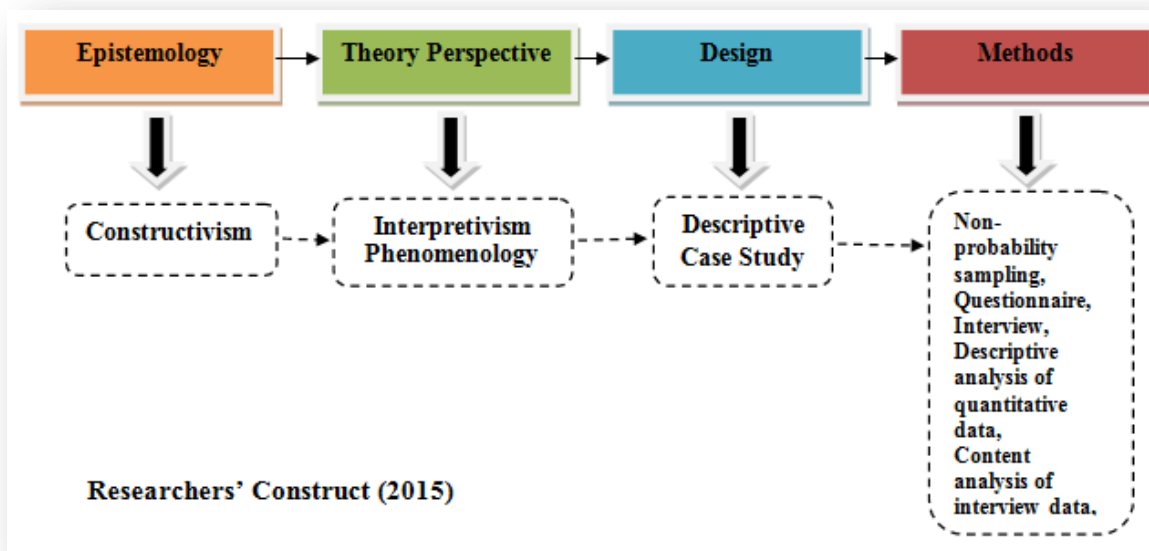 Epistemology
Theory Perspective
Design
Methods
Constructivism
Interpretivism
Phenomenology
Descriptive
Case Study
Non-
probability
sampling,
Questionnaire,
Interview,
Descriptive
analysis of
quantitative
data,
Content
analysis of
interview data.
Researchers’ Construct (2015)